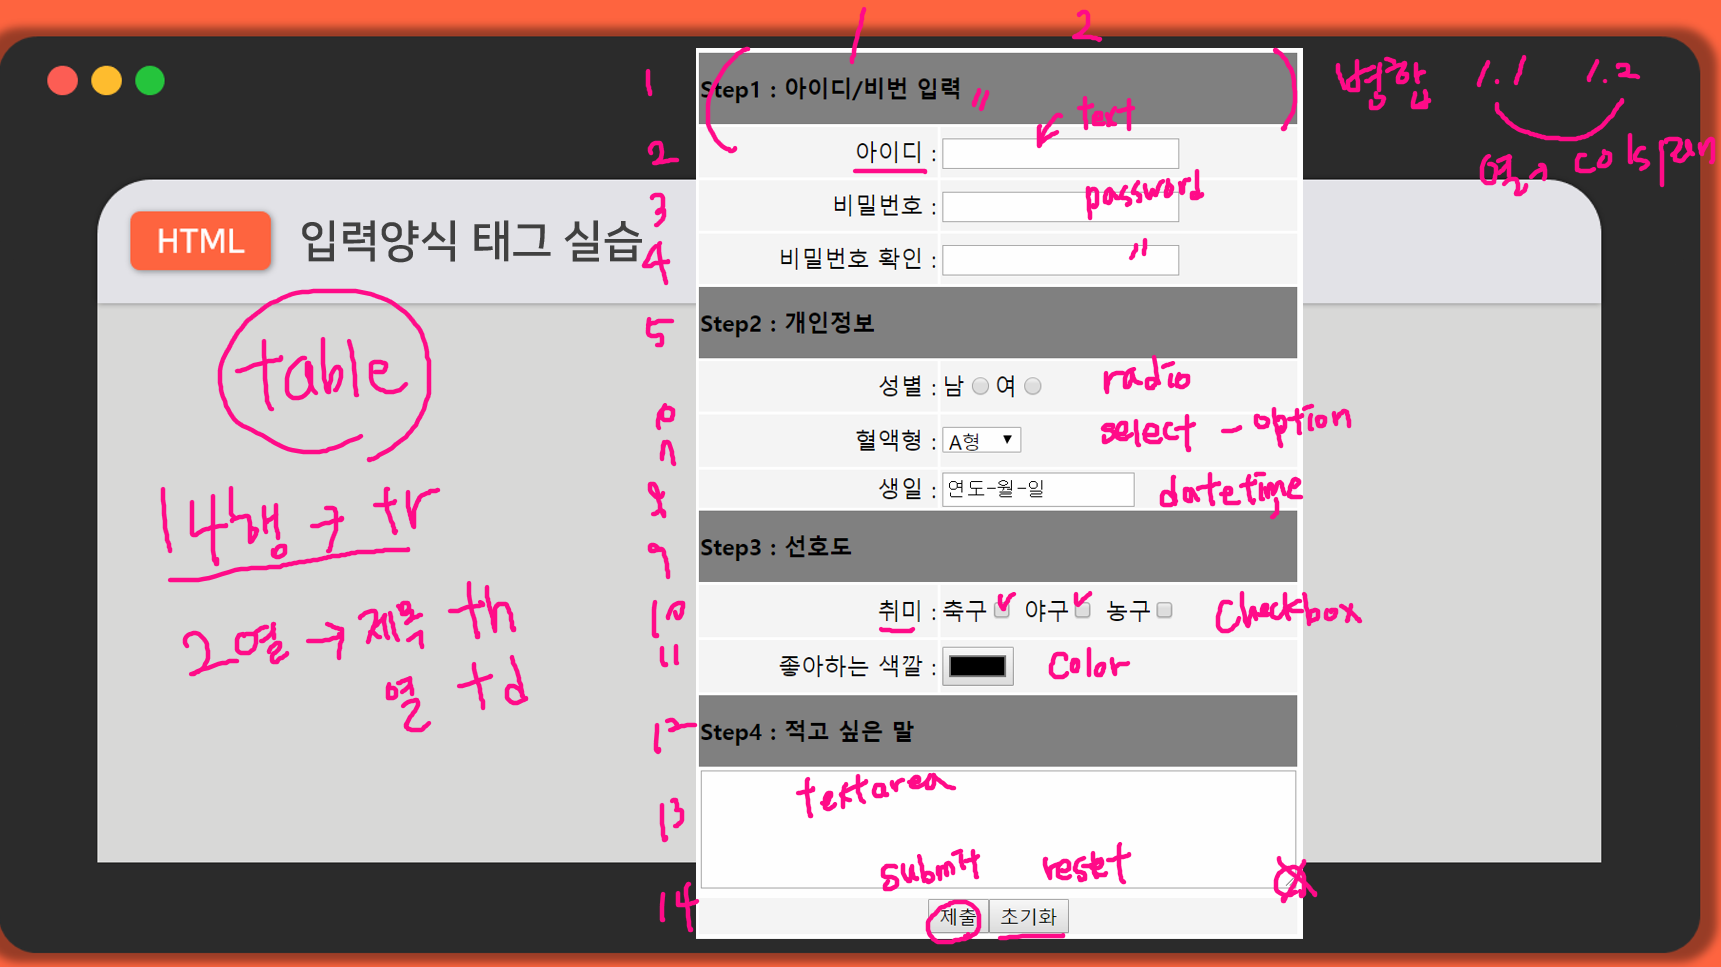 1 2
1 Step1 : 아이디/비번 입력 " 병합 1.1 1.2
text
2 아이디 : 열→ colspan
3 비밀번호 : password
HTML 입력양식 태그 실습
4 비밀번호 확인 : "
5 Step2 : 개인정보
table
성별 : 남 여 radio
6
7 혈액형 : A형 select - option
14행 → tr
8 생일 : 연도-월-일 datetime
9 Step3 : 선호도
2열 → 제목 th
10 취미 : 축구 야구 농구 Checkbox
열 td
11 좋아하는 색깔 : Color
12 Step4 : 적고 싶은 말
13 textarea
submit reset
14 제출 초기화